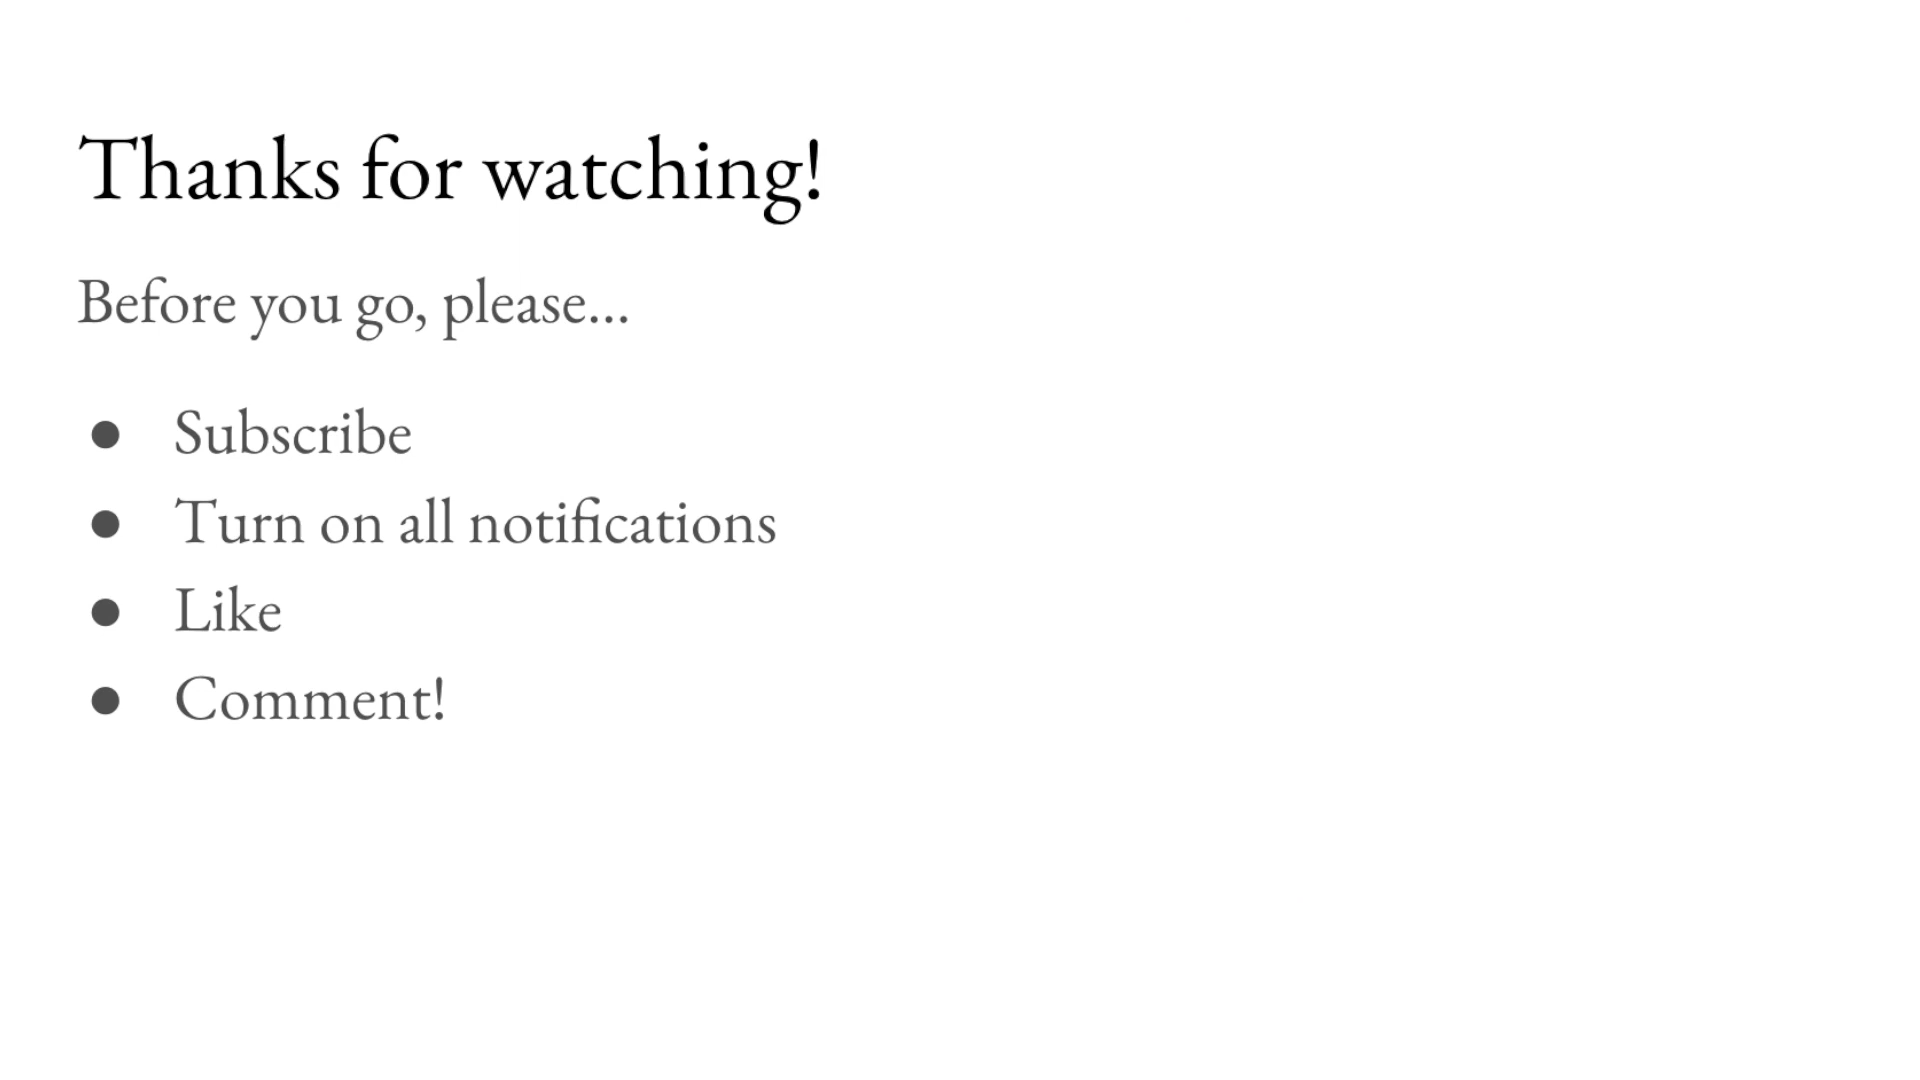 Thanks for watching!
Before you go, please...
● Subscribe
● Turn on all notifications
● Like
● Comment!